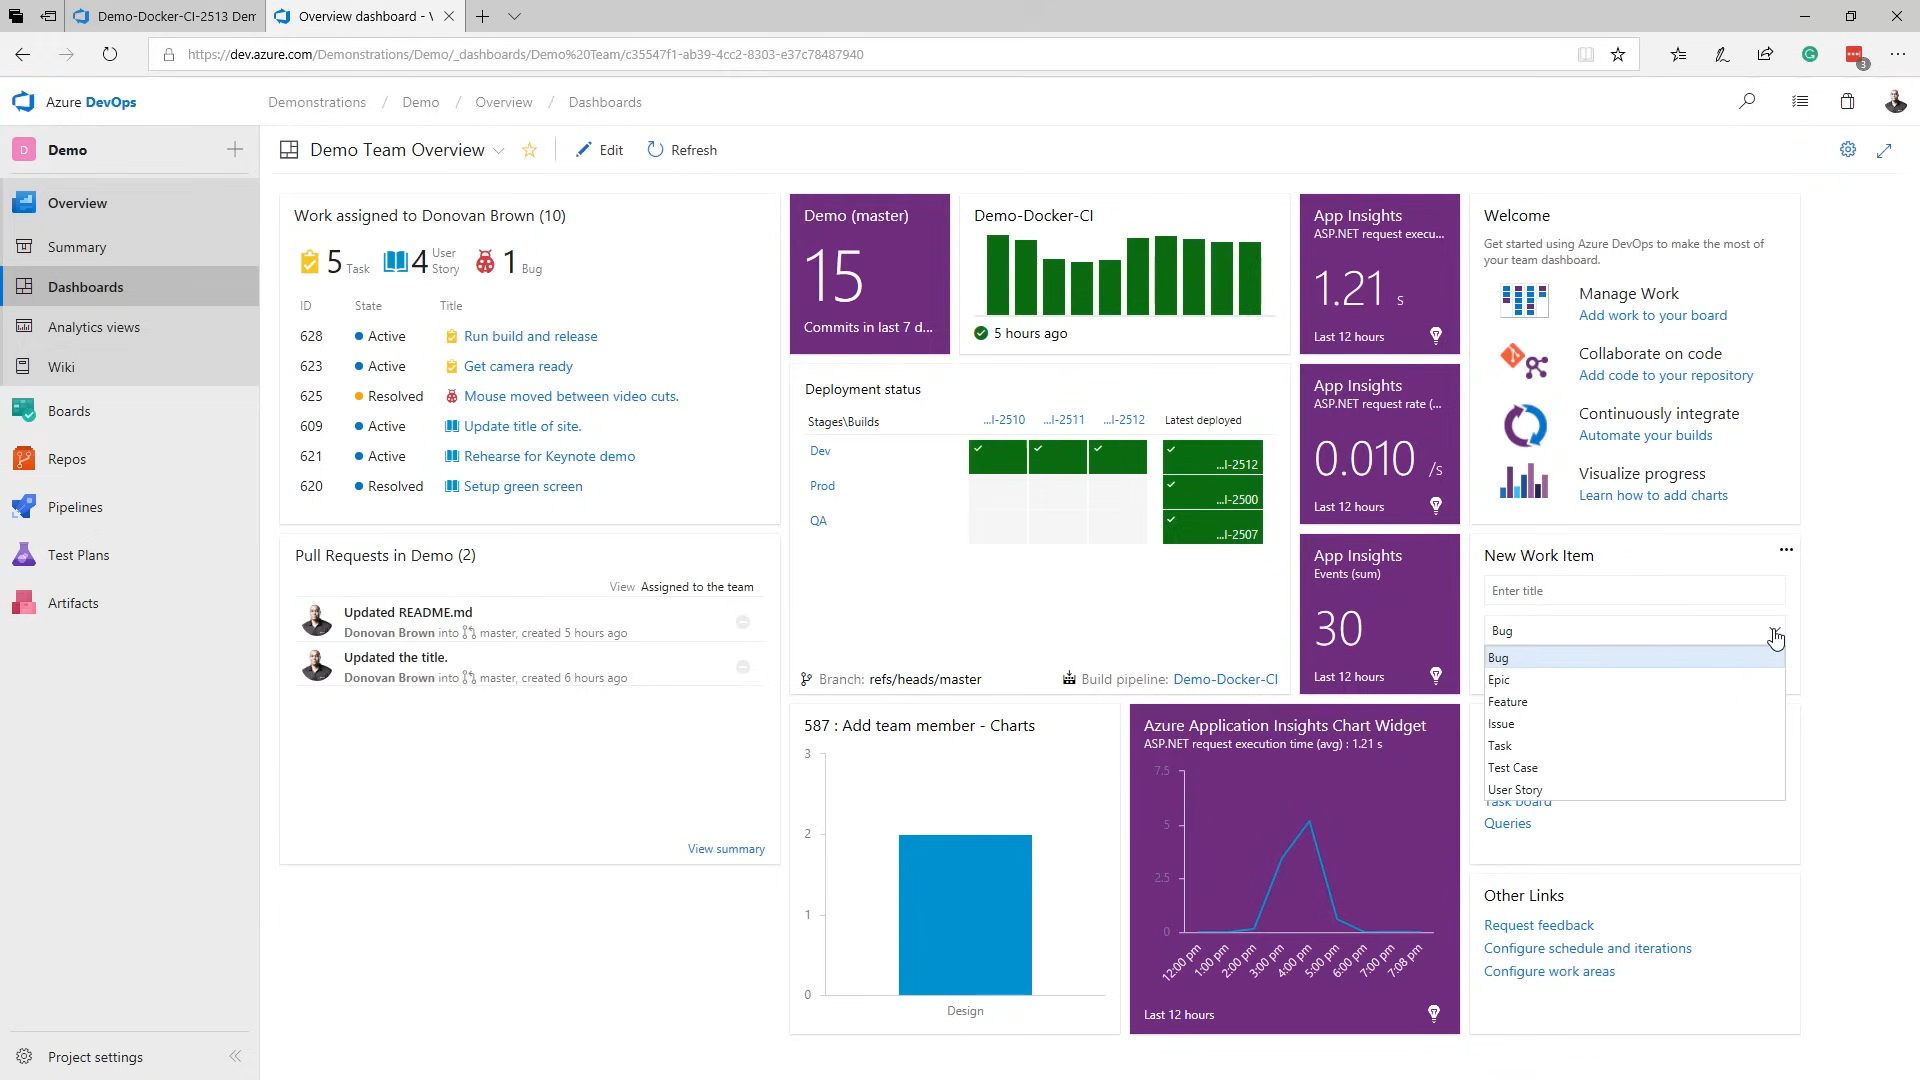 Demo-Docker-CI-2513 Dem
Overview dashboard - V
https://dev.azure.com/Demonstrations/Demo/_dashboards/Demo%20Team/c35547f1-ab39-4cc2-8303-e37c78487940
3
Azure DevOps
Demonstrations / Demo / Overview / Dashboards
D Demo
Overview
Summary
Dashboards
Analytics views
Wiki
Boards
Repos
Pipelines
Test Plans
Artifacts
Project settings
Demo Team Overview
Edit
Refresh
Work assigned to Donovan Brown (10)
5 Task
4 User Story
1 Bug
ID State Title
628 Active Run build and release
623 Active Get camera ready
625 Resolved Mouse moved between video cuts.
609 Active Update title of site.
621 Active Rehearse for Keynote demo
620 Resolved Setup green screen
Pull Requests in Demo (2)
View Assigned to the team
Updated README.md
Donovan Brown into master, created 5 hours ago
Updated the title.
Donovan Brown into master, created 6 hours ago
View summary
Demo (master)
15
Commits in last 7 d...
Demo-Docker-CI
5 hours ago
Deployment status
Stages\Builds ...I-2510 ...I-2511 ...I-2512 Latest deployed
Dev ...I-2512
Prod ...I-2500
QA ...I-2507
Branch: refs/heads/master
Build pipeline: Demo-Docker-CI
587 : Add team member - Charts
3
2
1
0
Design
App Insights
ASP.NET request execu...
1.21 s
Last 12 hours
App Insights
ASP.NET request rate (...
0.010 /s
Last 12 hours
App Insights
Events (sum)
30
Last 12 hours
Azure Application Insights Chart Widget
ASP.NET request execution time (avg) : 1.21 s
7.5
5
2.5
0
12:00 pm
1:00 pm
2:00 pm
3:00 pm
4:00 pm
5:00 pm
6:00 pm
7:00 pm
7:08 pm
Last 12 hours
Welcome
Get started using Azure DevOps to make the most of
your team dashboard.
Manage Work
Add work to your board
Collaborate on code
Add code to your repository
Continuously integrate
Automate your builds
Visualize progress
Learn how to add charts
New Work Item
Enter title
Bug
Bug
Epic
Feature
Issue
Task
Test Case
User Story
Task board
Queries
Other Links
Request feedback
Configure schedule and iterations
Configure work areas